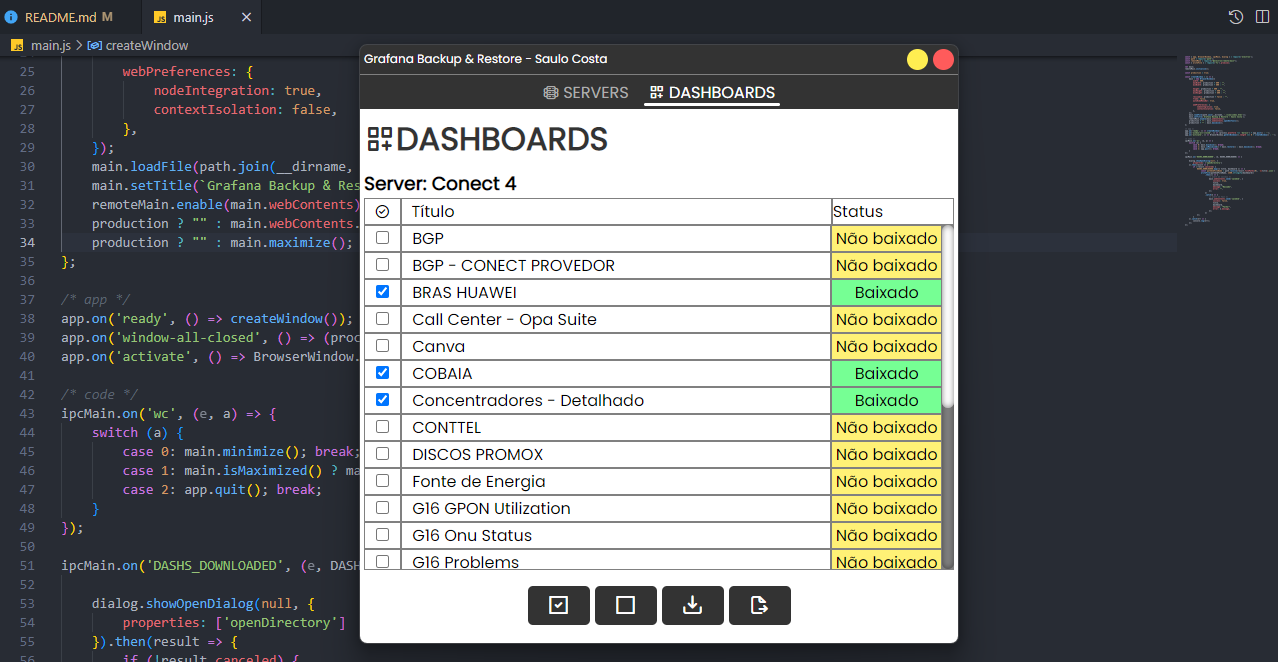 README.md M
JS main.js
JS main.js > createWindow
25 webPreferences: {
26 nodeIntegration: true,
27 contextIsolation: false,
28 },
29 });
30 main.loadFile(path.join(__dirname,
31 main.setTitle(`Grafana Backup & Res
32 remoteMain.enable(main.webContents)
33 production ? "" : main.webContents.
34 production ? "" : main.maximize();
35 };
36
37 /* app */
38 app.on('ready', () => createWindow());
39 app.on('window-all-closed', () => (proc
40 app.on('activate', () => BrowserWindow.
41
42 /* code */
43 ipcMain.on('wc', (e, a) => {
44 switch (a) {
45 case 0: main.minimize(); break;
46 case 1: main.isMaximized() ? ma
47 case 2: app.quit(); break;
48 }
49 });
50
51 ipcMain.on('DASHS_DOWNLOADED', (e, DASH
52
53 dialog.showOpenDialog(null, {
54 properties: ['openDirectory']
55 }).then(result => {
56 if (!result.canceled) {
Grafana Backup & Restore - Saulo Costa
SERVERS DASHBOARDS
DASHBOARDS
Server: Conect 4
Título Status
BGP Não baixado
BGP - CONECT PROVEDOR Não baixado
BRAS HUAWEI Baixado
Call Center - Opa Suite Não baixado
Canva Não baixado
COBAIA Baixado
Concentradores - Detalhado Baixado
CONTTEL Não baixado
DISCOS PROMOX Não baixado
Fonte de Energia Não baixado
G16 GPON Utilization Não baixado
G16 Onu Status Não baixado
G16 Problems Não baixado